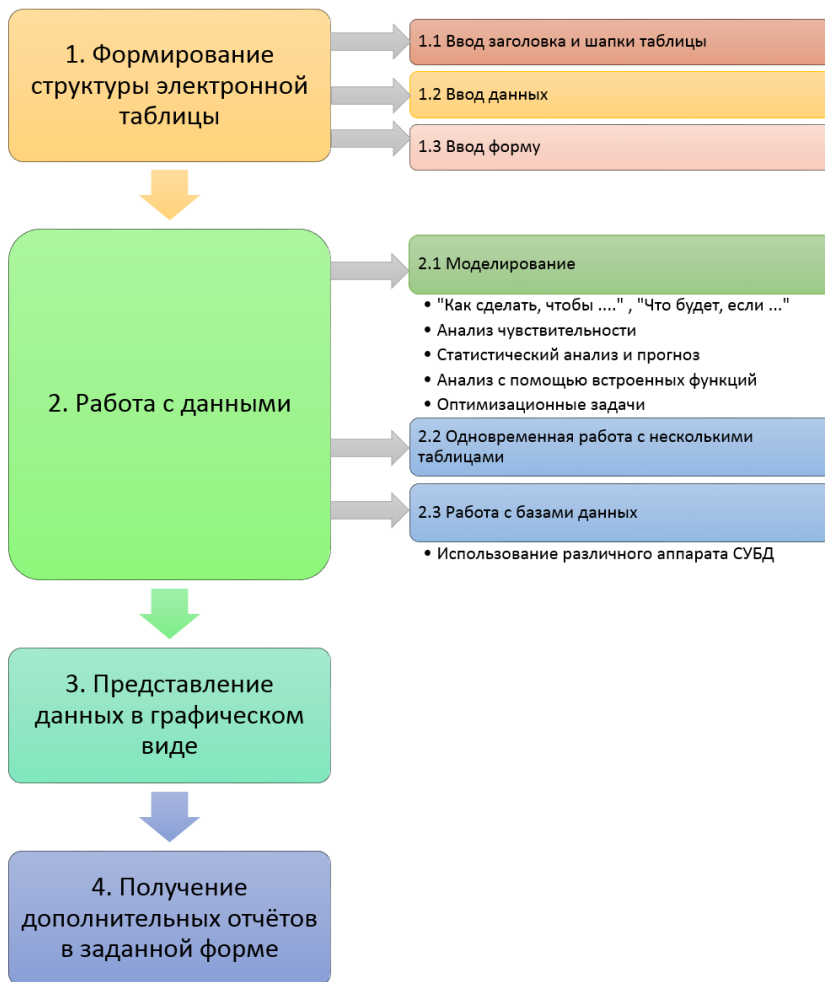 1. Формирование
структуры электронной
таблицы
1.1 Ввод заголовка и шапки таблицы
1.2 Ввод данных
1.3 Ввод форму
2. Работа с данными
2.1 Моделирование
• "Как сделать, чтобы ...." , "Что будет, если ..."
• Анализ чувствительности
• Статистический анализ и прогноз
• Анализ с помощью встроенных функций
• Оптимизационные задачи
2.2 Одновременная работа с несколькими
таблицами
2.3 Работа с базами данных
• Использование различного аппарата СУБД
3. Представление
данных в графическом
виде
4. Получение
дополнительных отчётов
в заданной форме